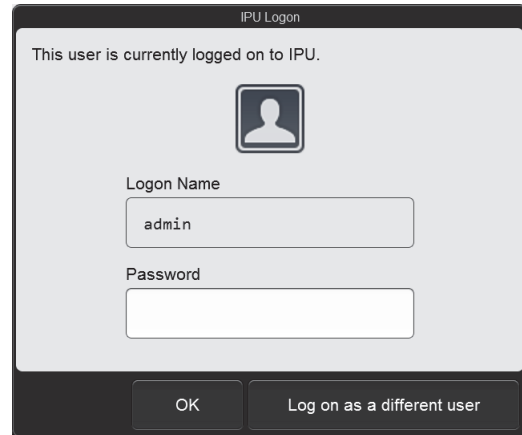 IPU Logon
This user is currently logged on to IPU.
Logon Name
admin
Password
OK
Log on as a different user